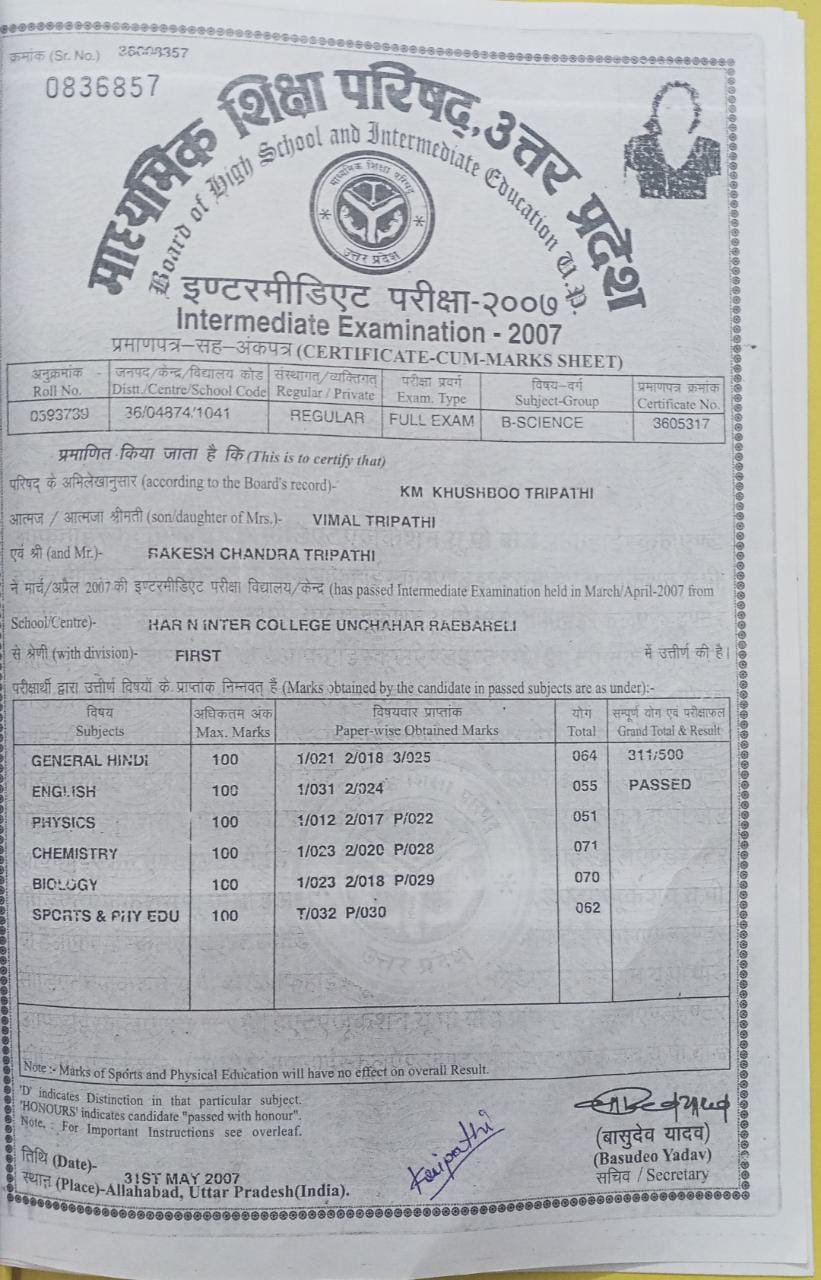 क्रमांक (Sr. No.)
0836857
माध्यमिक शिक्षा परिषद्, उत्तर प्रदेश
Board of High School and Intermediate Education U.P.
माध्यमिक शिक्षा परिषद्
उत्तर प्रदेश
इण्टरमीडिएट परीक्षा-२००७
Intermediate Examination - 2007
प्रमाणपत्र-सह-अंकपत्र (CERTIFICATE-CUM-MARKS SHEET)
अनुक्रमांक जनपद/केन्द्र/विद्यालय कोड संस्थागत/व्यक्तिगत परीक्षा प्रवर्ग विषय-वर्ग प्रमाणपत्र क्रमांक
Roll No. Distt./Centre/School Code Regular / Private Exam. Type Subject-Group Certificate No.
0393739 36/04874/1041 REGULAR FULL EXAM B-SCIENCE 3605317
प्रमाणित किया जाता है कि (This is to certify that)
परिषद के अभिलेखानुसार (according to the Board's record)- KM KHUSHBOO TRIPATHI
आत्मज / आत्मजा श्रीमती (son/daughter of Mrs.)- VIMAL TRIPATHI
एवं श्री (and Mr.)- RAKESH CHANDRA TRIPATHI
ने मार्च/अप्रैल 2007 की इण्टरमीडिएट परीक्षा विद्यालय/केन्द्र (has passed Intermediate Examination held in March/April-2007 from
School/Centre)- HAR N INTER COLLEGE UNCHAHAR RAEBARELI
से श्रेणी (with division)- FIRST में उत्तीर्ण की है।
परीक्षार्थी द्वारा उत्तीर्ण विषयों के प्राप्तांक निम्नवत् है (Marks obtained by the candidate in passed subjects are as under):-
विषय अधिकतम अंक विषयवार प्राप्तांक योग सम्पूर्ण योग एवं परीक्षाफल
Subjects Max. Marks Paper-wise Obtained Marks Total Grand Total & Result
GENERAL HINDI 100 1/021 2/018 3/025 064 311/500
ENGLISH 100 1/031 2/024 055 PASSED
PHYSICS 100 1/012 2/017 P/022 051
CHEMISTRY 100 1/023 2/020 P/028 071
BIOLOGY 100 1/023 2/018 P/029 070
SPORTS & PHY EDU 100 T/032 P/030 062
उत्तर प्रदेश
Note :- Marks of Sports and Physical Education will have no effect on overall Result.
'D' indicates Distinction in that particular subject.
'HONOURS' indicates candidate "passed with honour".
Note. : For Important Instructions see overleaf.
(बासुदेव यादव)
(Basudeo Yadav)
सचिव / Secretary
तिथि (Date)- 31ST MAY 2007
स्थान (Place)-Allahabad, Uttar Pradesh(India).